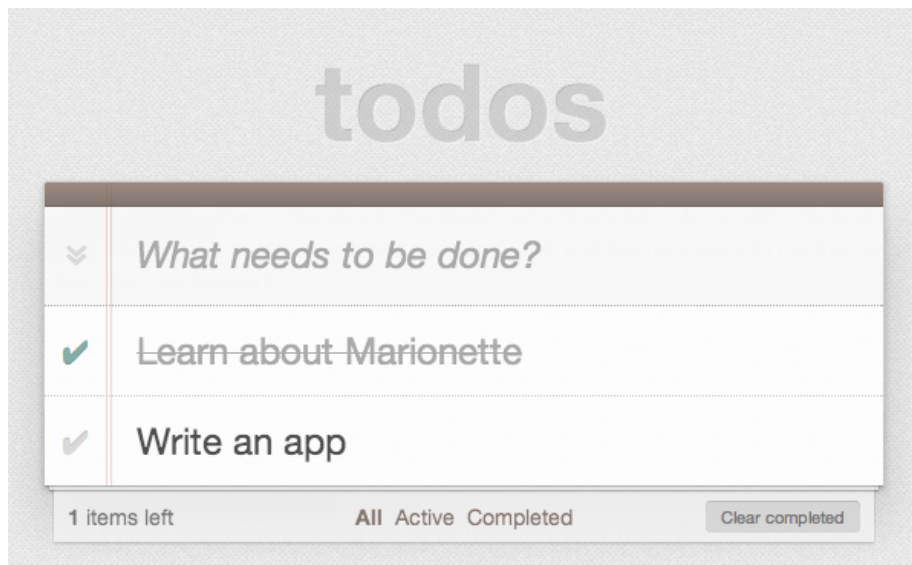 todos
What needs to be done?
Learn about Marionette
Write an app
1 items left All Active Completed Clear completed